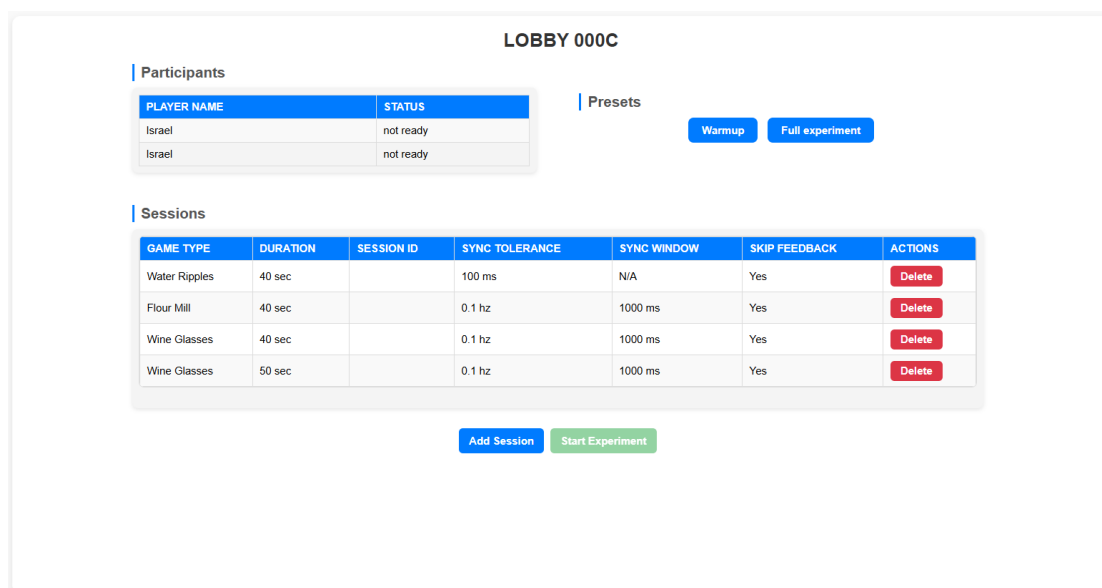 LOBBY 000C
Participants
PLAYER NAME STATUS
Israel not ready
Israel not ready
Presets
Warmup Full experiment
Sessions
GAME TYPE DURATION SESSION ID SYNC TOLERANCE SYNC WINDOW SKIP FEEDBACK ACTIONS
Water Ripples 40 sec 100 ms N/A Yes Delete
Flour Mill 40 sec 0.1 hz 1000 ms Yes Delete
Wine Glasses 40 sec 0.1 hz 1000 ms Yes Delete
Wine Glasses 50 sec 0.1 hz 1000 ms Yes Delete
Add Session Start Experiment